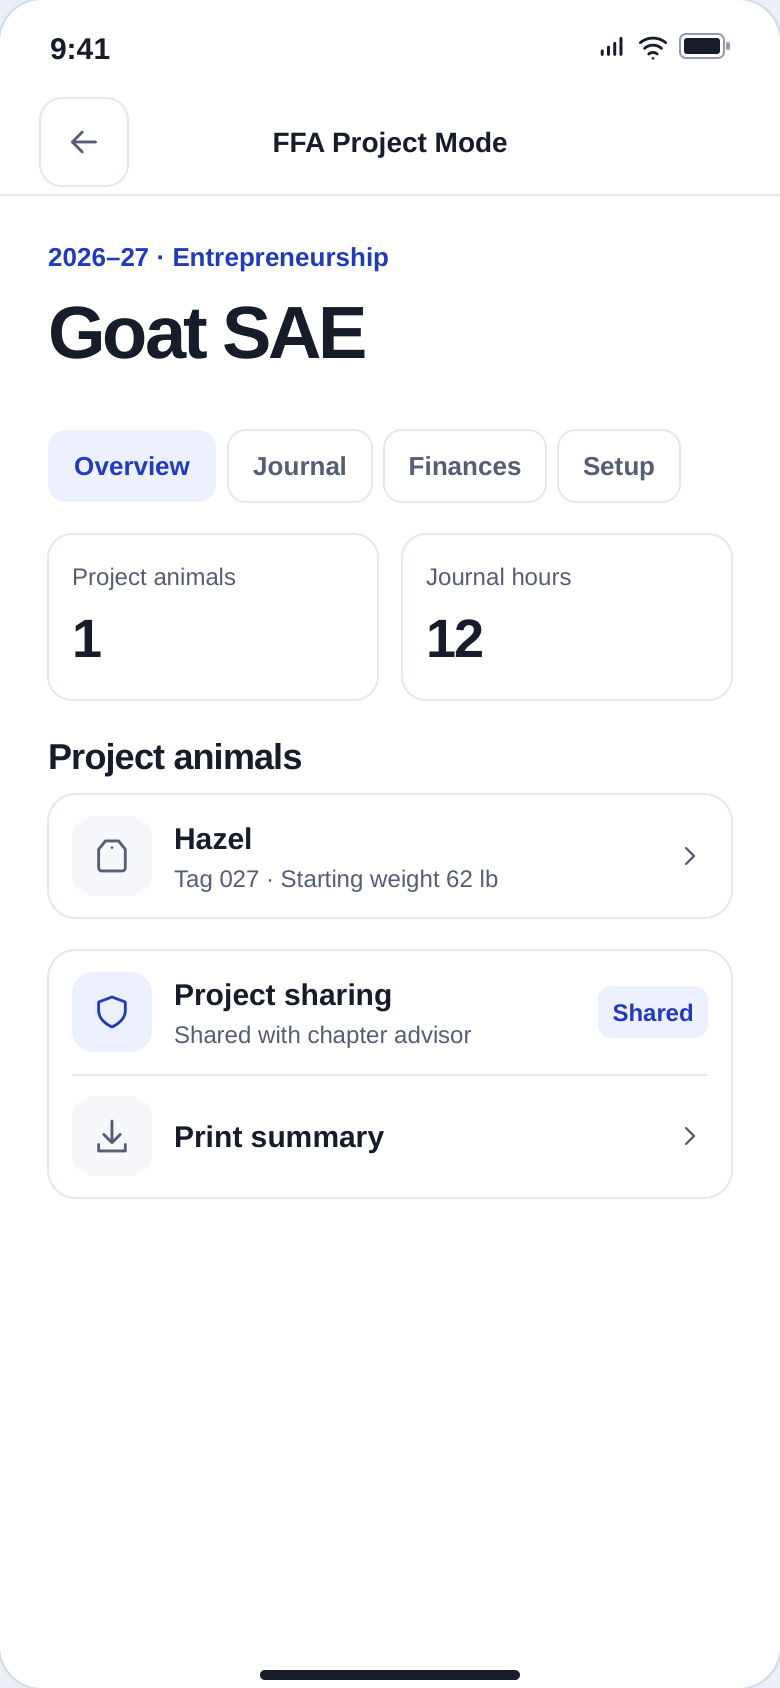 9:41
FFA Project Mode
2026–27 · Entrepreneurship
Goat SAE
Overview
Journal
Finances
Setup
Project animals
1
Journal hours
12
Project animals
Hazel
Tag 027 · Starting weight 62 lb
Project sharing
Shared with chapter advisor
Shared
Print summary